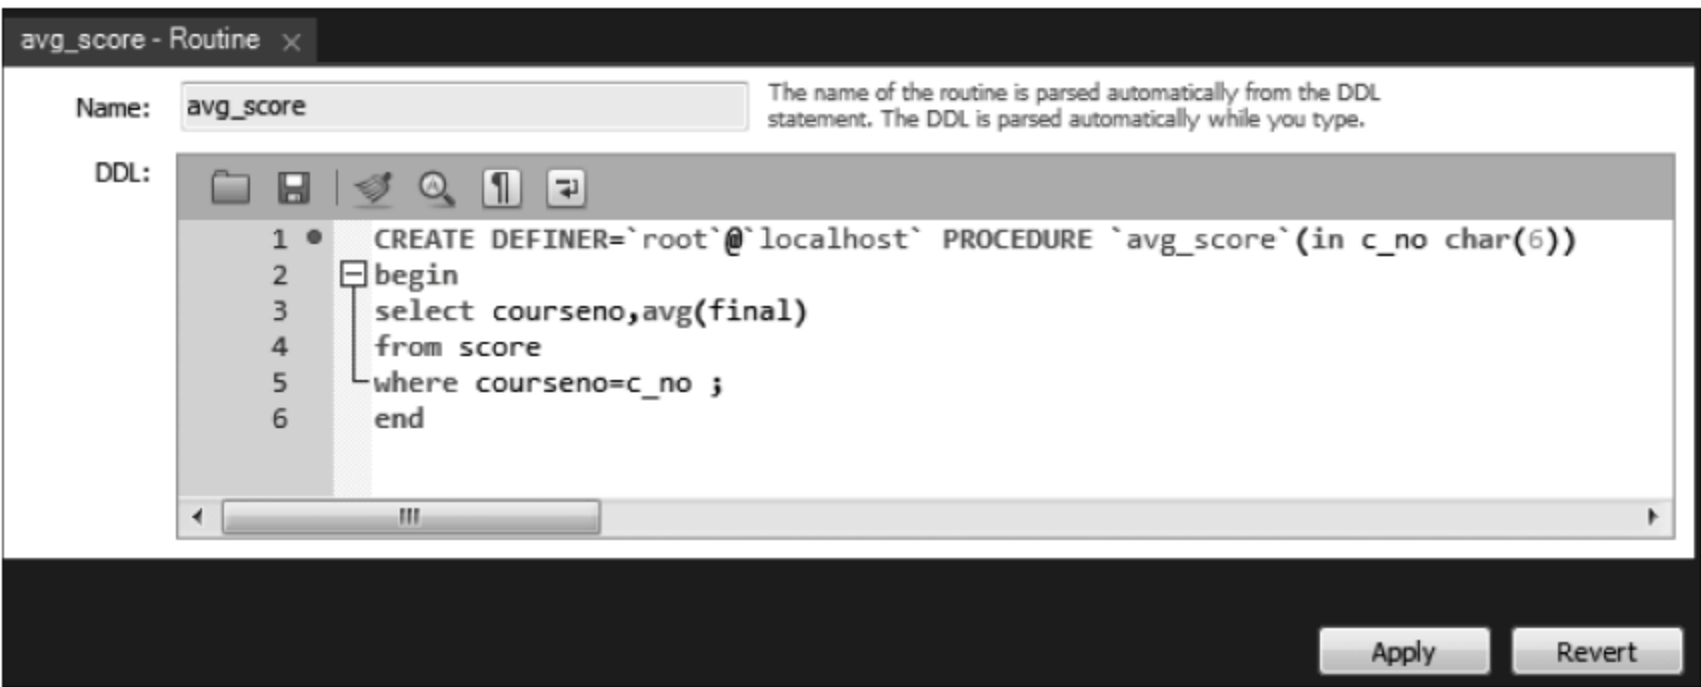 avg_score - Routine ×
Name: avg_score
The name of the routine is parsed automatically from the DDL
statement. The DDL is parsed automatically while you type.
DDL:
1 CREATE DEFINER=`root`@`localhost` PROCEDURE `avg_score`(in c_no char(6))
2 begin
3 select courseno,avg(final)
4 from score
5 where courseno=c_no ;
6 end
Apply Revert